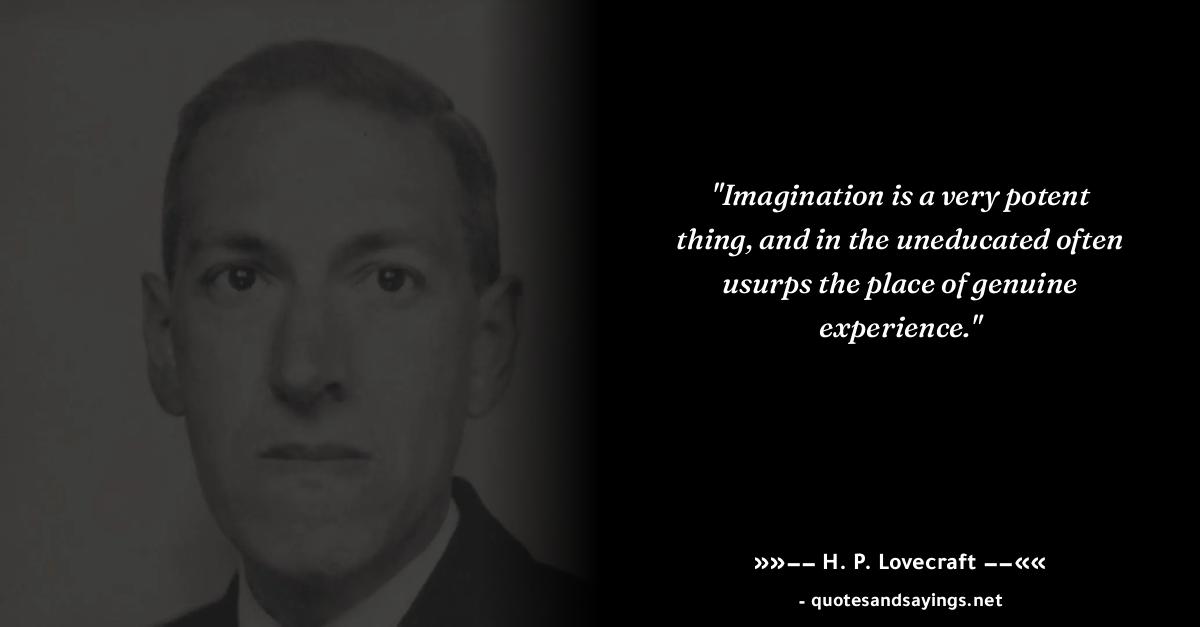 "Imagination is a very potent
thing, and in the uneducated often
usurps the place of genuine
experience."
»»-- H. P. Lovecraft --««
- quotesandsayings.net